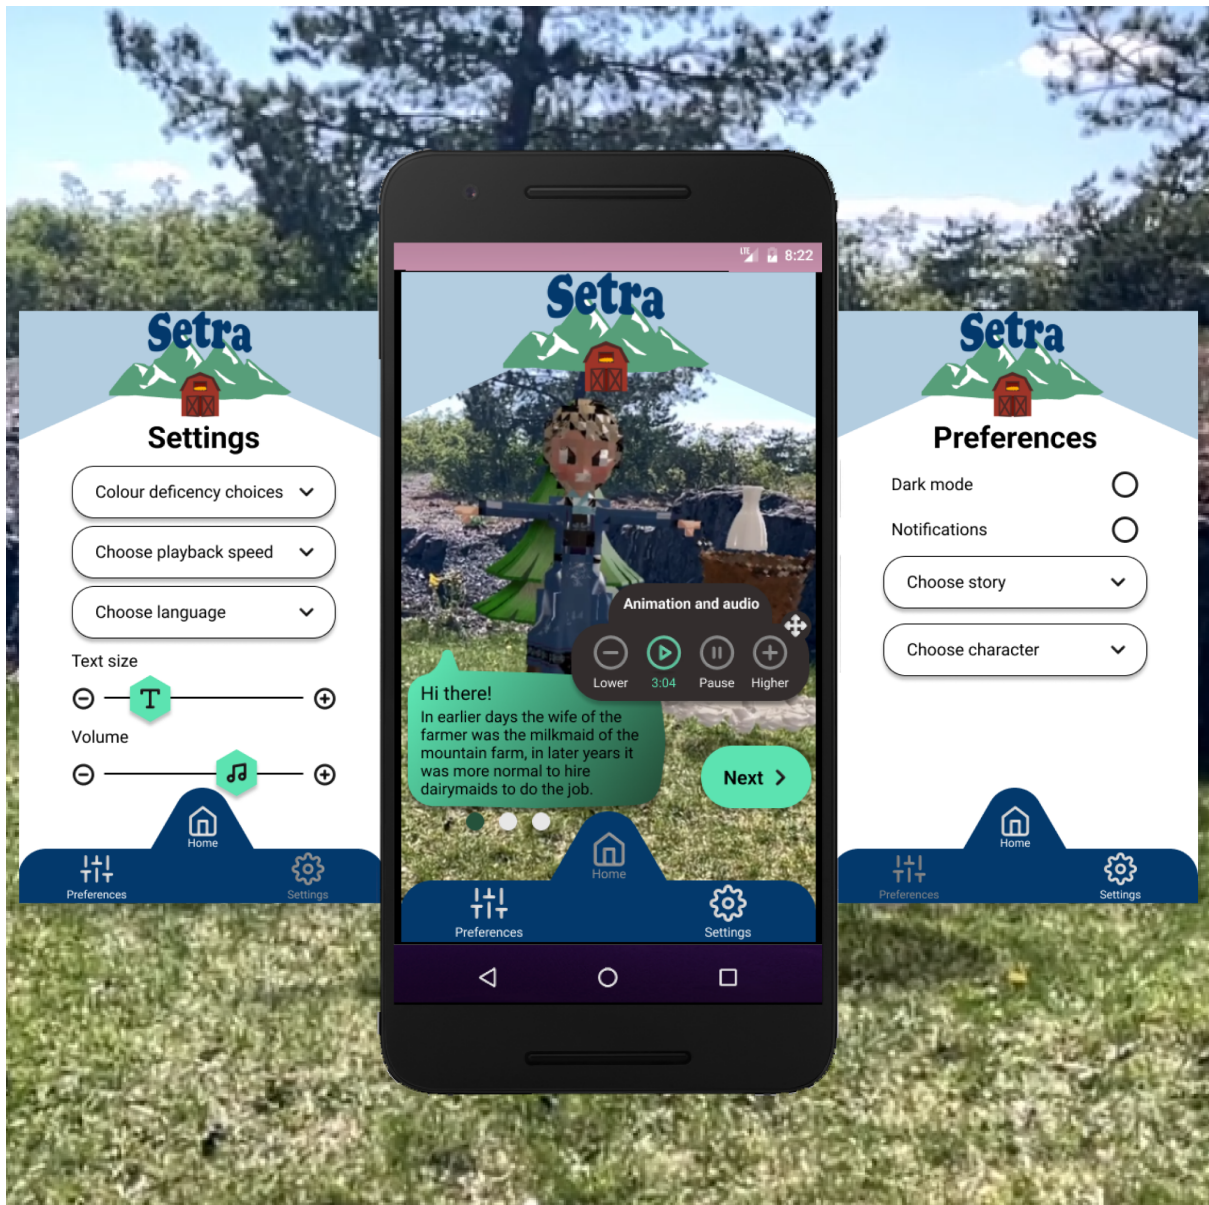 Setra
Settings
Colour deficency choices
Choose playback speed
Choose language
Text size
T
Volume
Home
Preferences
Settings
LTE
8:22
Setra
Animation and audio
Lower
3:04
Pause
Higher
Hi there!
In earlier days the wife of the
farmer was the milkmaid of the
mountain farm, in later years it
was more normal to hire
dairymaids to do the job.
Next
Home
Preferences
Settings
Setra
Preferences
Dark mode
Notifications
Choose story
Choose character
Home
Preferences
Settings